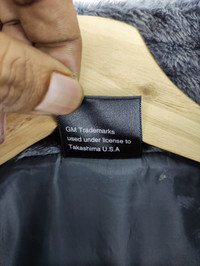 GM Trademarks
used under license to
Takashima U.S.A